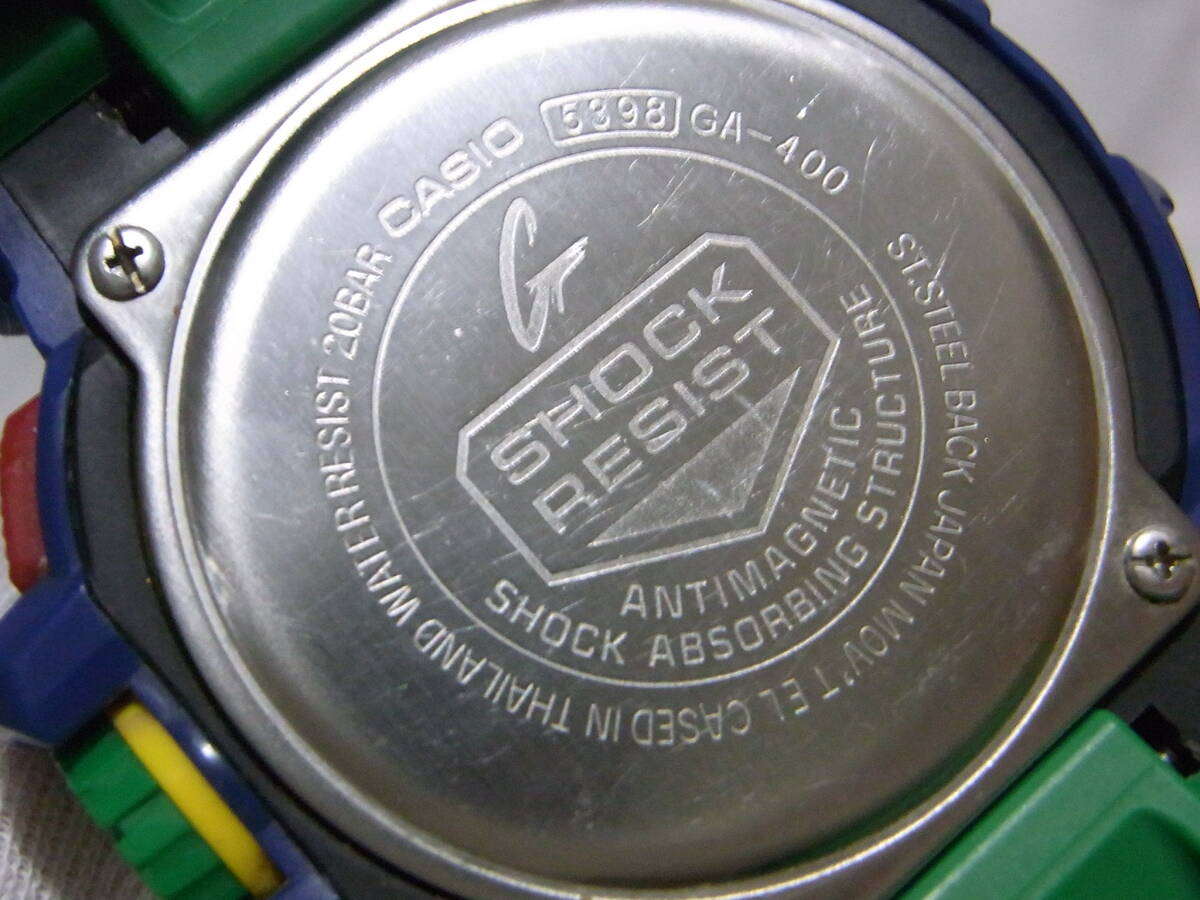 CASIO 5398 GA-400
G
SHOCK
RESIST
ANTIMAGNETIC
SHOCK ABSORBING STRUCTURE
ST.STEEL BACK JAPAN MOV'T EL CASED IN THAILAND WATER RESIST 20BAR